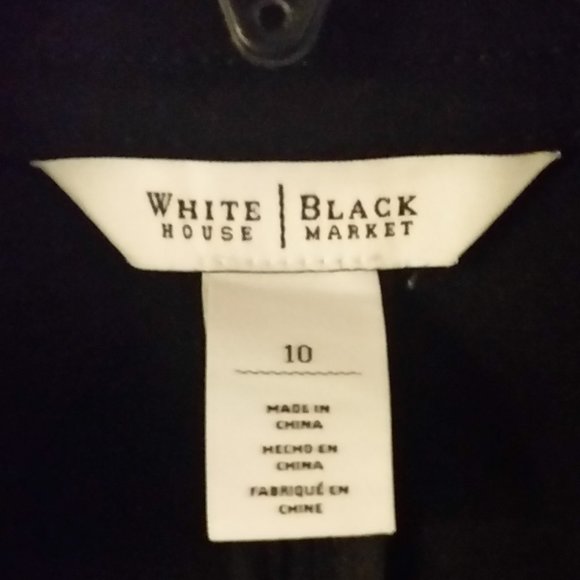 WHITE | BLACK
HOUSE | MARKET
10
MADE IN
CHINA
HECHO EN
CHINA
FABRIQUÉ EN
CHINE